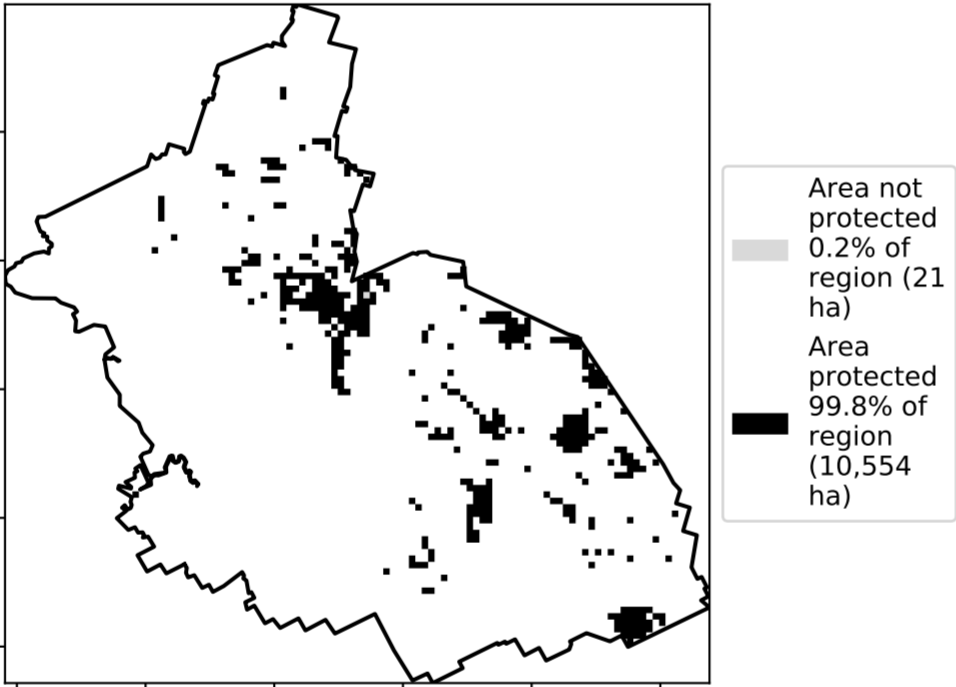 Area not
protected
0.2% of
region (21
ha)
Area
protected
99.8% of
region
(10,554
ha)